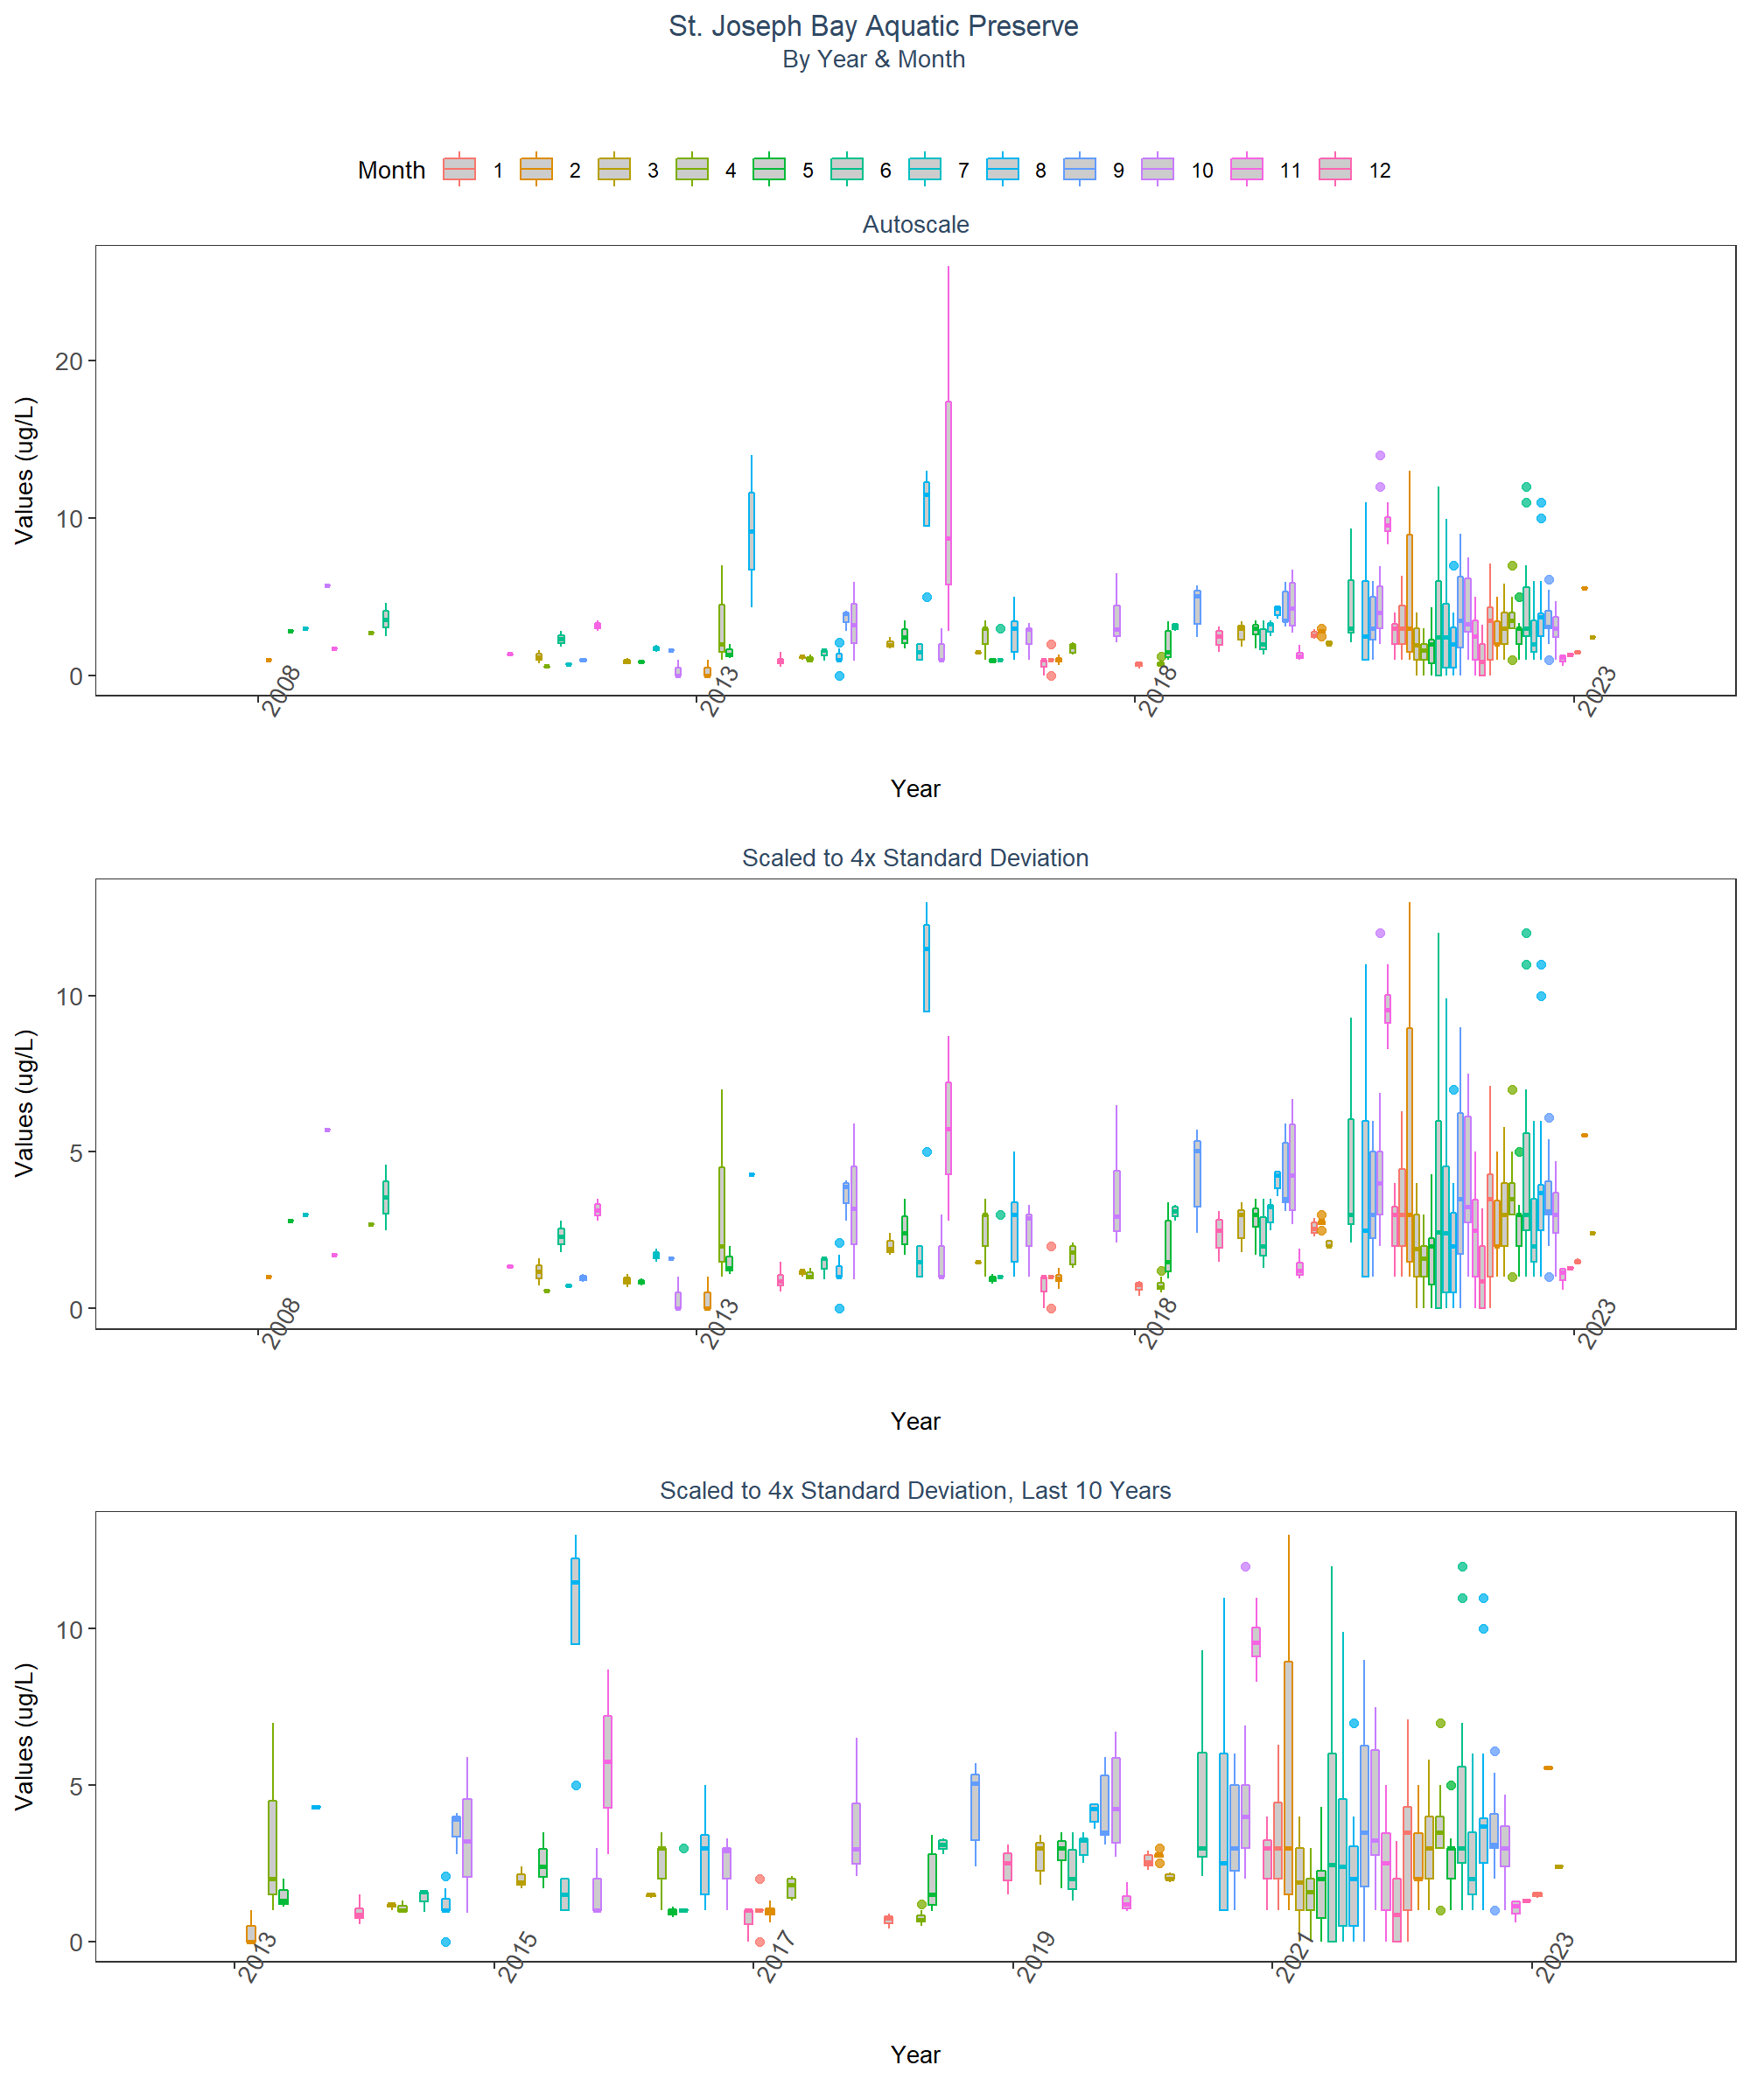 St. Joseph Bay Aquatic Preserve
By Year & Month
Month 1 2 3 4 5 6 7 8 9 10 11 12
Autoscale
Values (ug/L)
20
10
0
2008 2013 2018 2023
Year
Scaled to 4x Standard Deviation
Values (ug/L)
10
5
0
2008 2013 2018 2023
Year
Scaled to 4x Standard Deviation, Last 10 Years
Values (ug/L)
10
5
0
2013 2015 2017 2019 2021 2023
Year